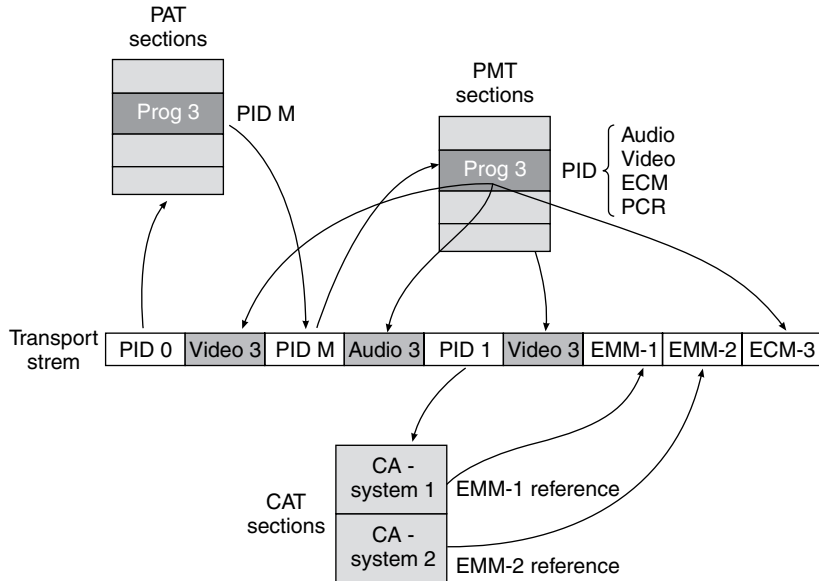 PAT
sections
Prog 3
PID M
PMT
sections
Prog 3
PID
Audio
Video
ECM
PCR
Transport
strem
PID 0
Video 3
PID M
Audio 3
PID 1
Video 3
EMM-1
EMM-2
ECM-3
CAT
sections
CA -
system 1
EMM-1 reference
CA -
system 2
EMM-2 reference